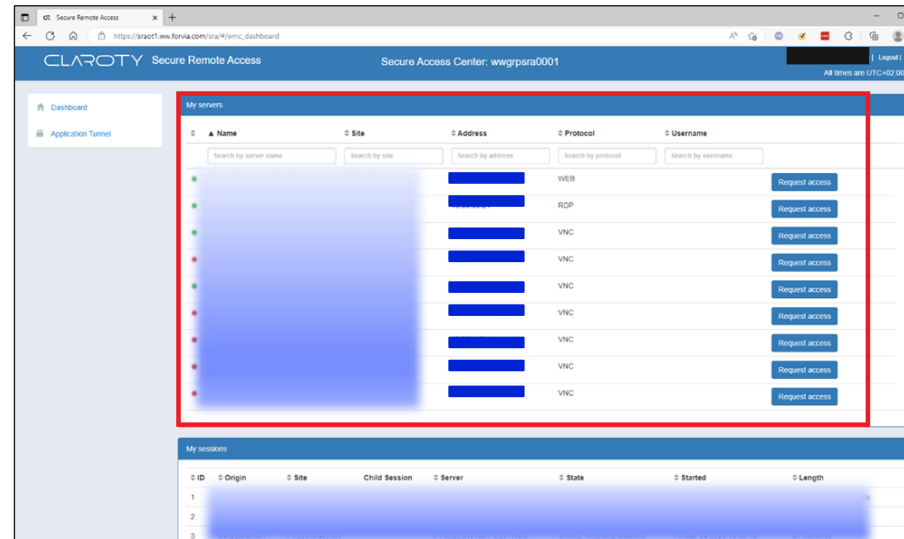 Secure Remote Access
https://sraot1.ww.forvia.com/sra/#/emc_dashboard
CLAROTY Secure Remote Access
Secure Access Center: wwgrpsra0001
| Logout |
All times are UTC+02:00
Dashboard
Application Tunnel
My servers
Name Site Address Protocol Username
Search by server name Search by site Search by address Search by protocol Search by username
WEB Request access
RDP Request access
VNC Request access
VNC Request access
VNC Request access
VNC Request access
VNC Request access
VNC Request access
VNC Request access
My sessions
ID Origin Site Child Session Server State Started Length
1
2
3